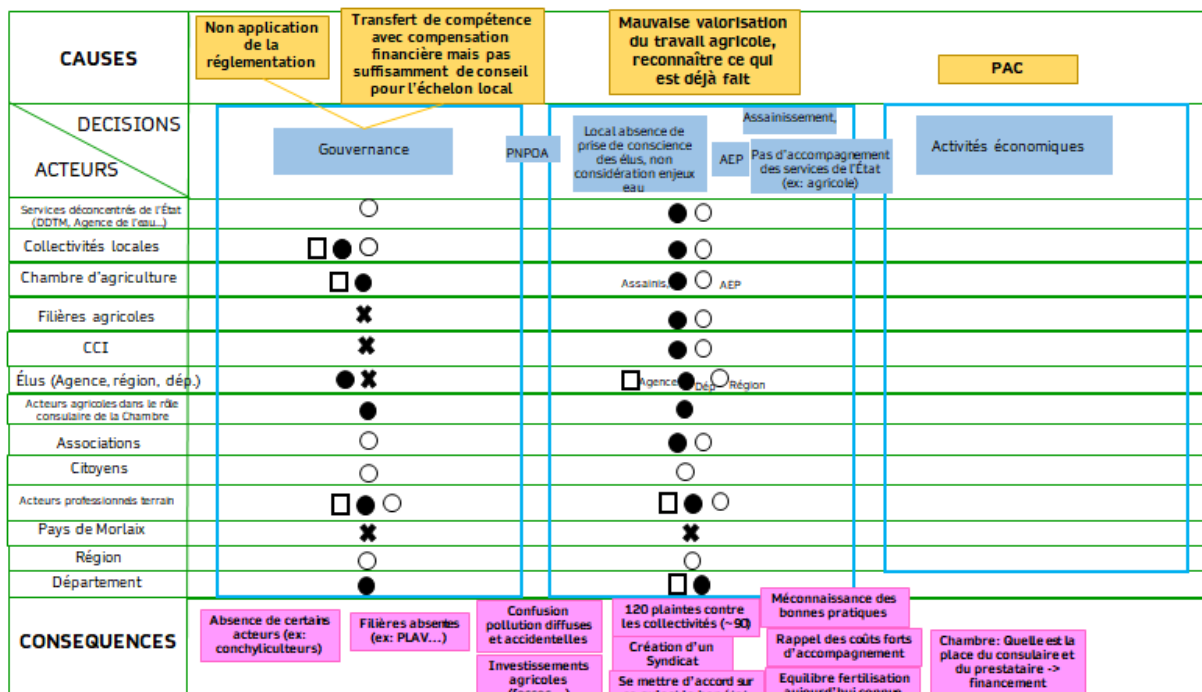 CAUSES
Non application
de la
réglementation
Transfert de compétence
avec compensation
financière mais pas
suffisamment de conseil
pour l'échelon local
Mauvaise valorisation
du travail agricole,
reconnaître ce qui
est déjà fait
PAC
DECISIONS
ACTEURS
Gouvernance
PNPOA
Local absence de
prise de conscience
des élus, non
considération enjeux
eau
Assainissement,
AEP
Pas d'accompagnement
des services de l'État
(ex: agricole)
Activités économiques
Services déconcentrés de l'État
(DDTM, Agence de l'eau...)
Collectivités locales
Chambre d'agriculture
Assainis,
AEP
Filières agricoles
CCI
Élus (Agence, région, dép.)
Agence
Dép
Région
Acteurs agricoles dans le rôle
consulaire de la Chambre
Associations
Citoyens
Acteurs professionnels terrain
Pays de Morlaix
Région
Département
CONSEQUENCES
Absence de certains
acteurs (ex:
conchyliculteurs)
Filières absentes
(ex: PLAV...)
Confusion
pollution diffuses
et accidentelles
Investissements
agricoles
120 plaintes contre
les collectivités (~90)
Création d'un
Syndicat
Se mettre d'accord sur
Méconnaissance des
bonnes pratiques
Rappel des coûts forts
d'accompagnement
Equilibre fertilisation
aujourd'hui connue
Chambre: Quelle est la
place du consulaire et
du prestataire ->
financement